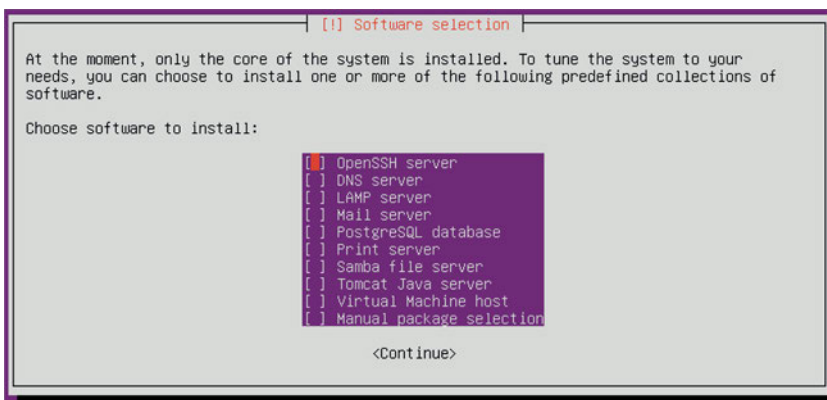 [!] Software selection
At the moment, only the core of the system is installed. To tune the system to your
needs, you can choose to install one or more of the following predefined collections of
software.
Choose software to install:
[ ] OpenSSH server
[ ] DNS server
[ ] LAMP server
[ ] Mail server
[ ] PostgreSQL database
[ ] Print server
[ ] Samba file server
[ ] Tomcat Java server
[ ] Virtual Machine host
[ ] Manual package selection
<Continue>